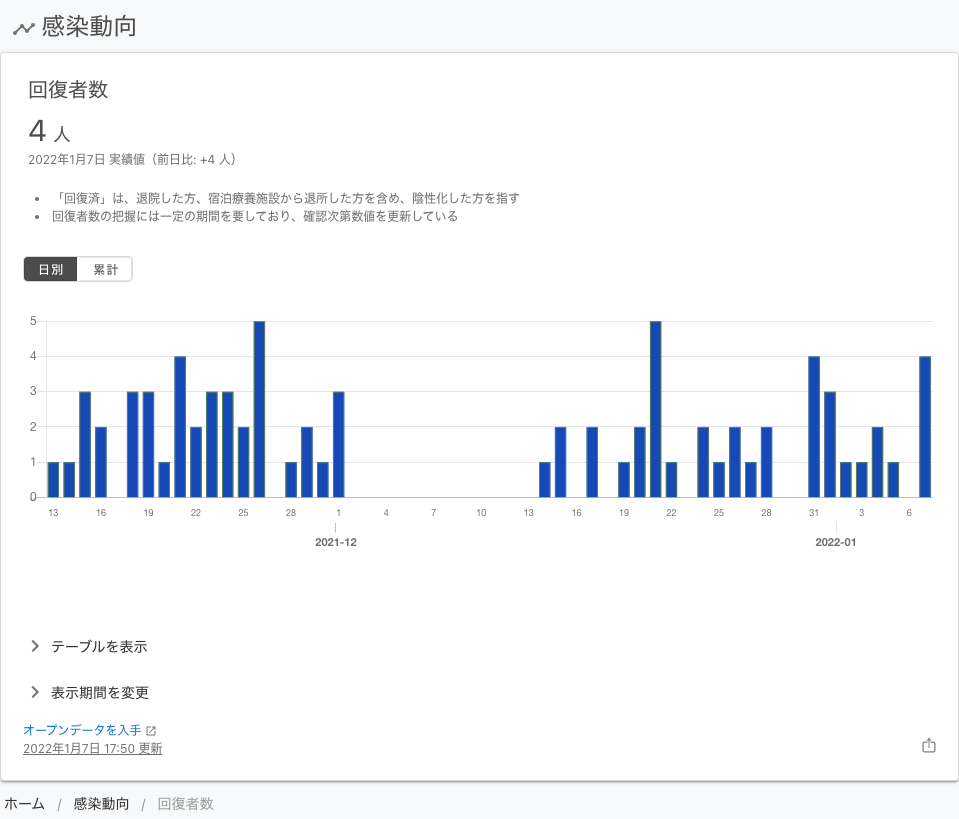 感染動向
回復者数
4 人
2022年1月7日 実績値（前日比: +4 人）
• 「回復済」は、退院した方、宿泊療養施設から退所した方を含め、陰性化した方を指す
• 回復者数の把握には一定の期間を要しており、確認次第数値を更新している
日別 累計
5
4
3
2
1
0
13 16 19 22 25 28 1 4 7 10 13 16 19 22 25 28 31 3 6
2021-12 2022-01
テーブルを表示
表示期間を変更
オープンデータを入手
2022年1月7日 17:50 更新
ホーム / 感染動向 / 回復者数